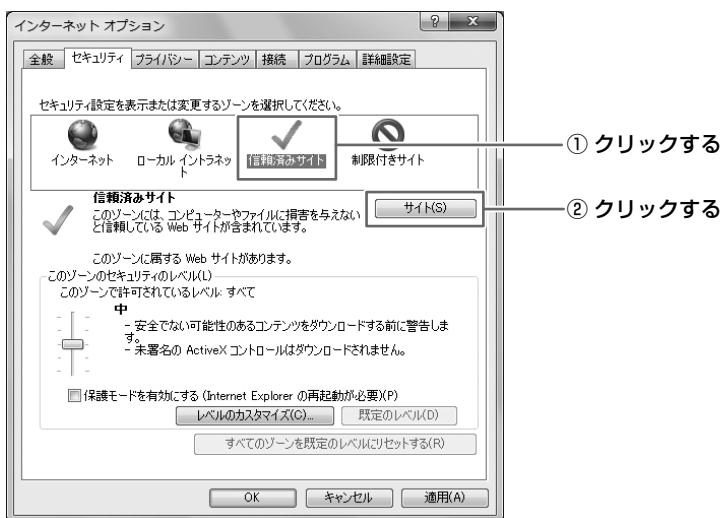 インターネット オプション
全般 セキュリティ プライバシー コンテンツ 接続 プログラム 詳細設定
セキュリティ設定を表示または変更するゾーンを選択してください。
インターネット ローカル イントラネット 信頼済みサイト 制限付きサイト
① クリックする
信頼済みサイト
このゾーンには、コンピューターやファイルに損害を与えない
と信頼している Web サイトが含まれています。
サイト(S)
② クリックする
このゾーンに属する Web サイトがあります。
このゾーンのセキュリティのレベル(L)
このゾーンで許可されているレベル: すべて
中
- 安全でない可能性のあるコンテンツをダウンロードする前に警告しま
す。
- 未署名の ActiveX コントロールはダウンロードされません。
保護モードを有効にする (Internet Explorer の再起動が必要)(P)
レベルのカスタマイズ(C)... 既定のレベル(D)
すべてのゾーンを既定のレベルにリセットする(R)
OK キャンセル 適用(A)